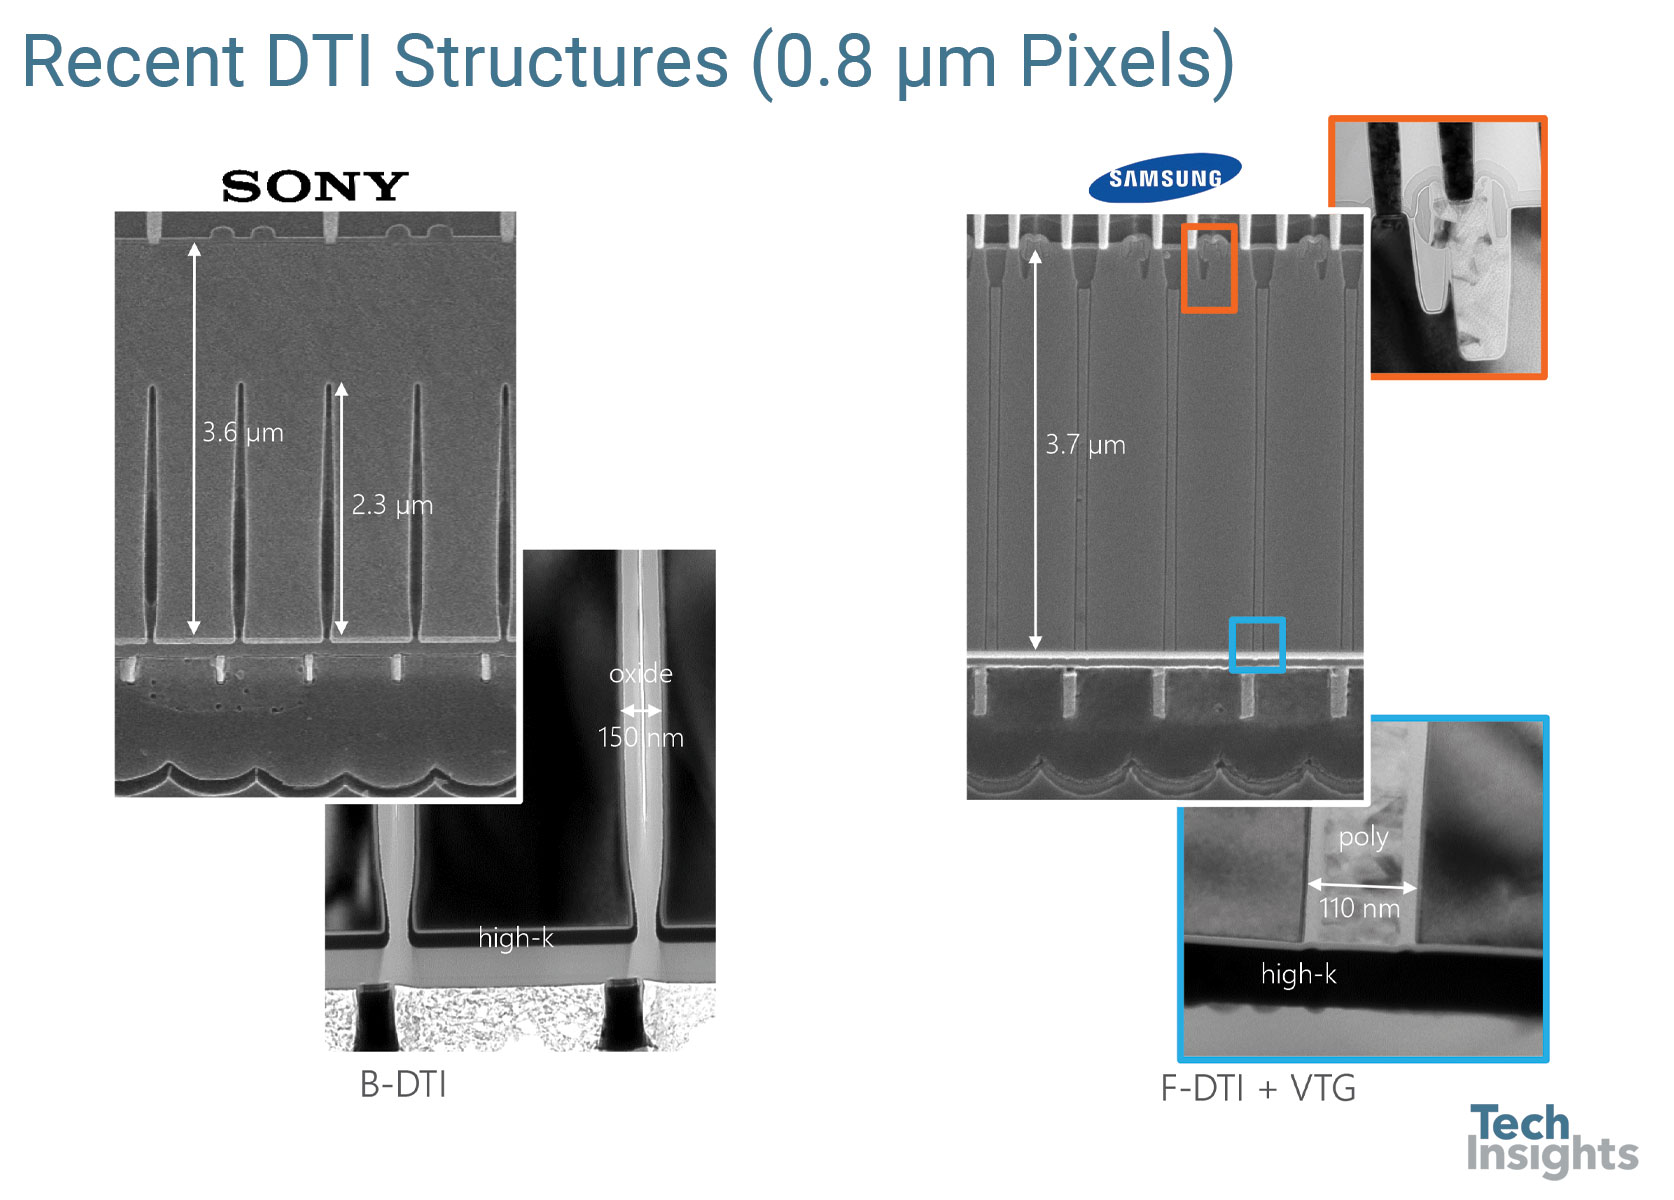 Recent DTI Structures (0.8 µm Pixels)
SONY
3.6 µm
2.3 µm
oxide
150 nm
high-k
B-DTI
SAMSUNG
3.7 µm
poly
110 nm
high-k
F-DTI + VTG
Tech
Insights